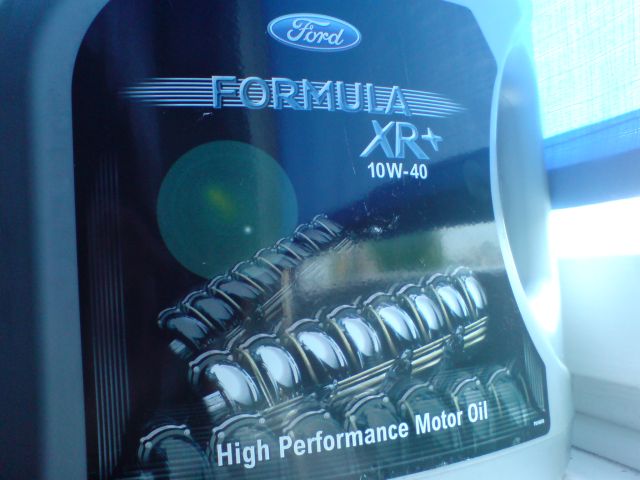 Ford
FORMULA
XR+
10W-40
High Performance Motor Oil